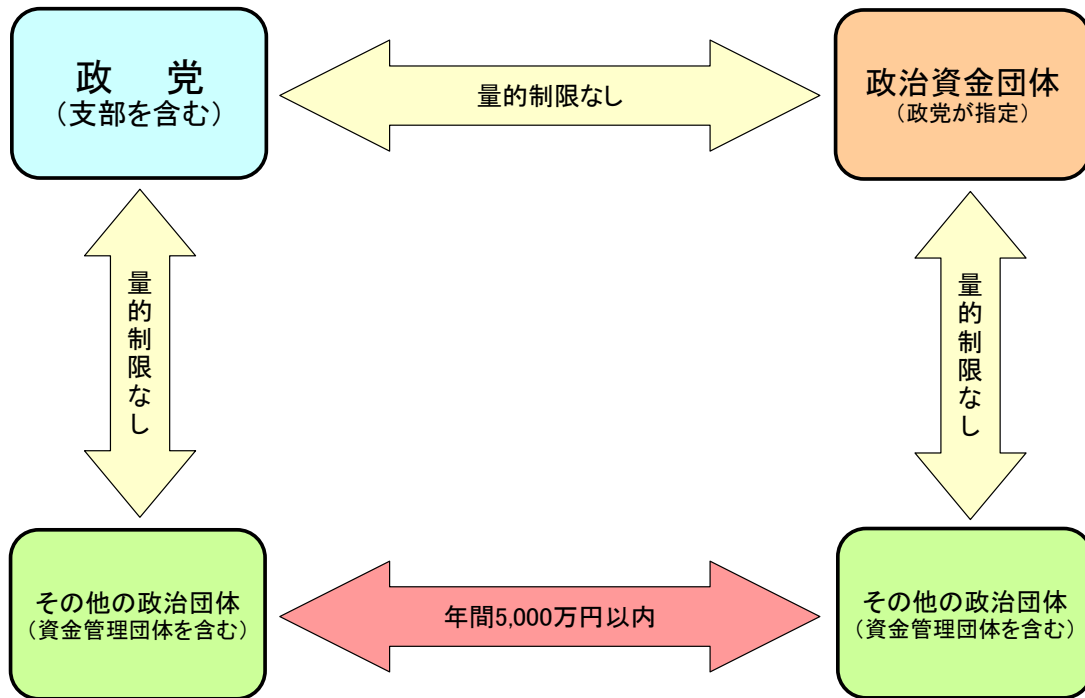 政　党
（支部を含む）
量的制限なし
政治資金団体
（政党が指定）
量的制限なし
量的制限なし
その他の政治団体
（資金管理団体を含む）
年間5,000万円以内
その他の政治団体
（資金管理団体を含む）